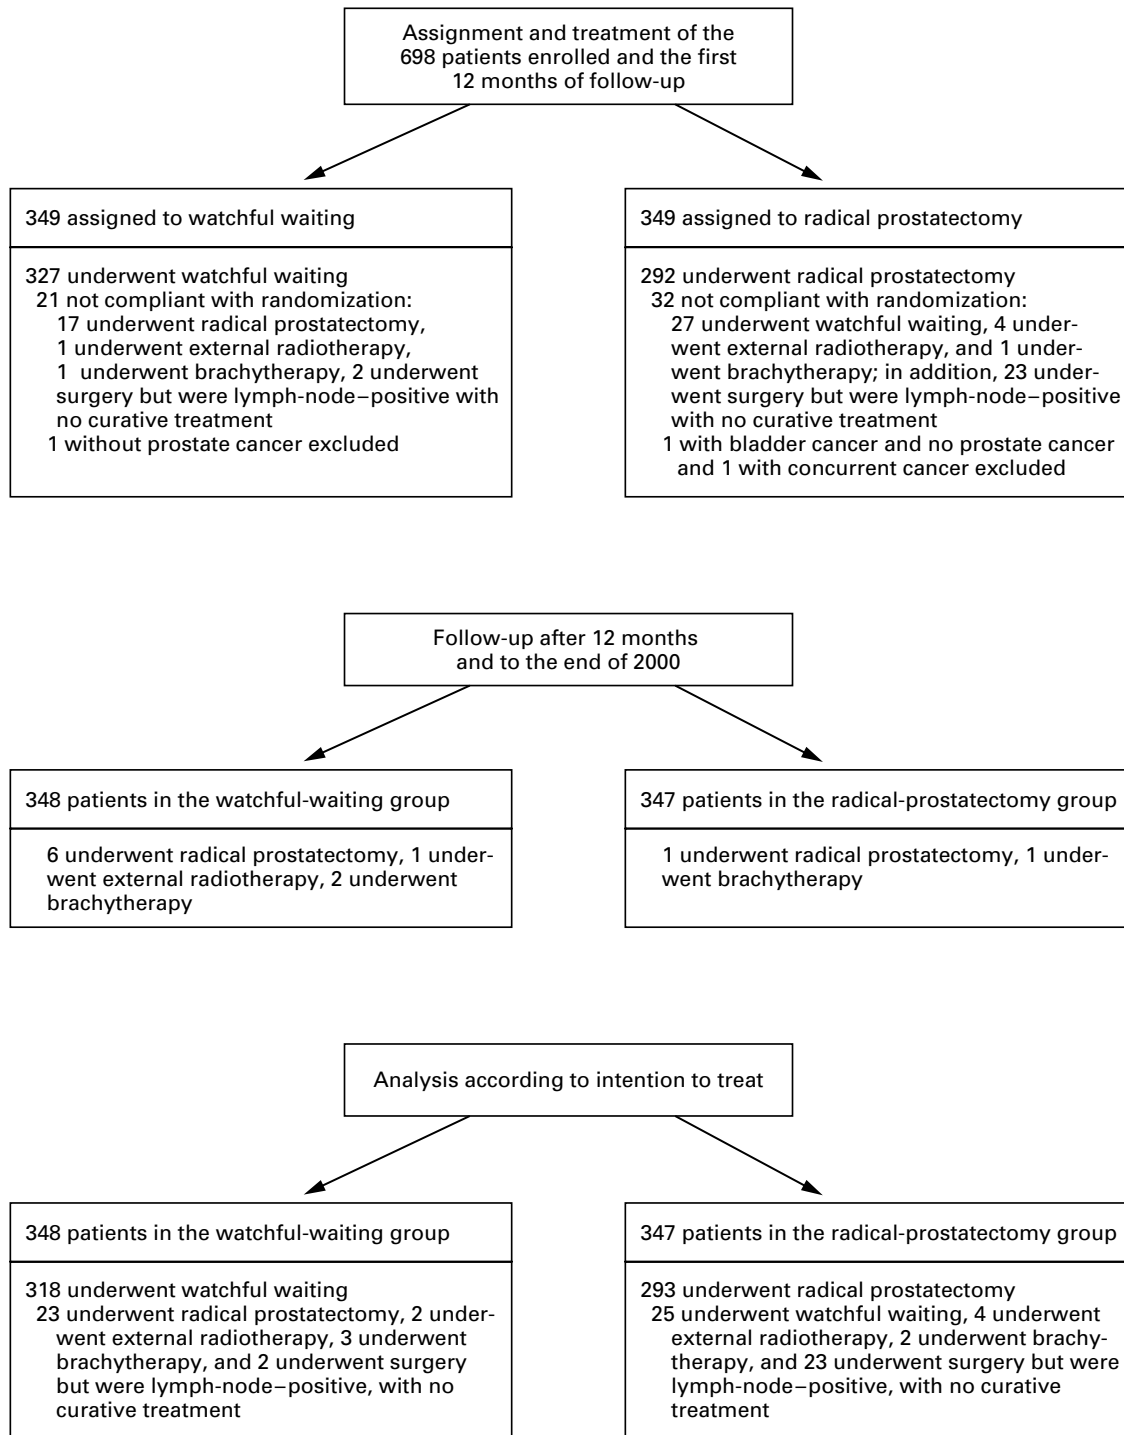 Assignment and treatment of the
698 patients enrolled and the first
12 months of follow-up
349 assigned to watchful waiting
327 underwent watchful waiting
21 not compliant with randomization:
17 underwent radical prostatectomy,
1 underwent external radiotherapy,
1 underwent brachytherapy, 2 underwent
surgery but were lymph-node–positive with
no curative treatment
1 without prostate cancer excluded
349 assigned to radical prostatectomy
292 underwent radical prostatectomy
32 not compliant with randomization:
27 underwent watchful waiting, 4 under-
went external radiotherapy, and 1 under-
went brachytherapy; in addition, 23 under-
went surgery but were lymph-node–positive
with no curative treatment
1 with bladder cancer and no prostate cancer
and 1 with concurrent cancer excluded
Follow-up after 12 months
and to the end of 2000
348 patients in the watchful-waiting group
6 underwent radical prostatectomy, 1 under-
went external radiotherapy, 2 underwent
brachytherapy
347 patients in the radical-prostatectomy group
1 underwent radical prostatectomy, 1 under-
went brachytherapy
Analysis according to intention to treat
348 patients in the watchful-waiting group
318 underwent watchful waiting
23 underwent radical prostatectomy, 2 under-
went external radiotherapy, 3 underwent
brachytherapy, and 2 underwent surgery
but were lymph-node–positive, with no
curative treatment
347 patients in the radical-prostatectomy group
293 underwent radical prostatectomy
25 underwent watchful waiting, 4 underwent
external radiotherapy, 2 underwent brachy-
therapy, and 23 underwent surgery but were
lymph-node–positive, with no curative
treatment